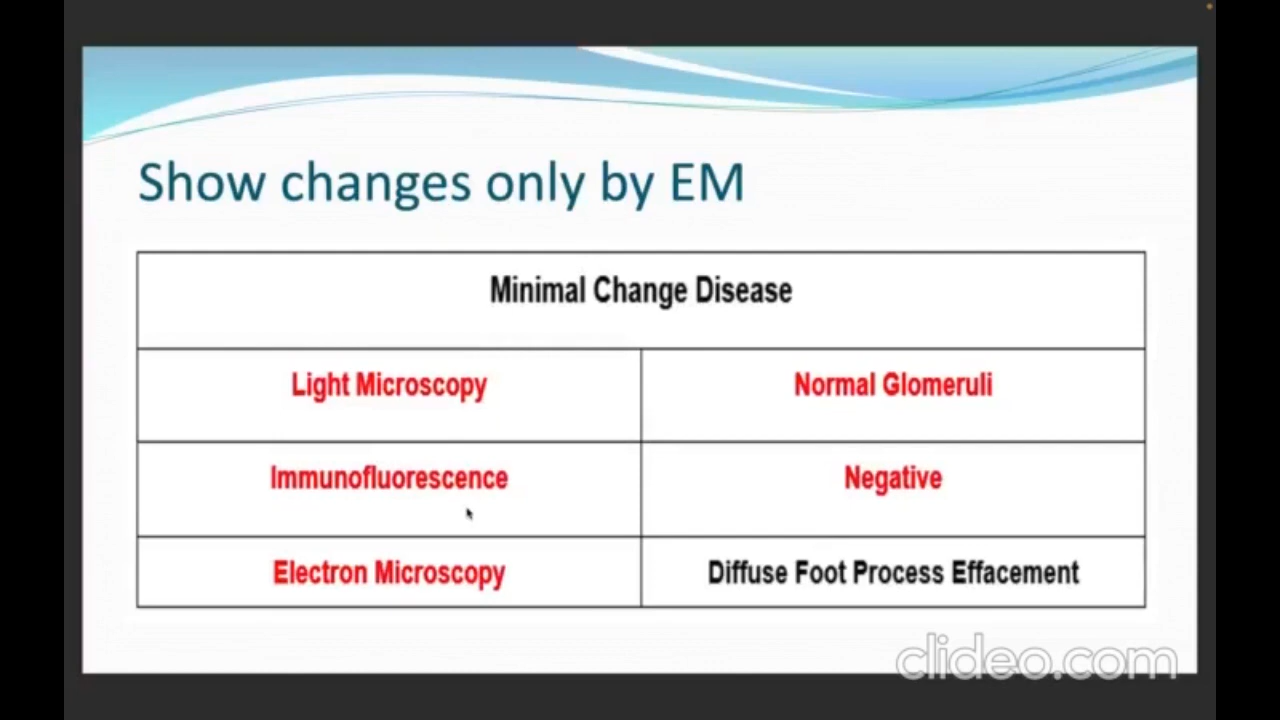 Show changes only by EM
Minimal Change Disease
Light Microscopy
Normal Glomeruli
Immunofluorescence
Negative
Electron Microscopy
Diffuse Foot Process Effacement
clideo.com